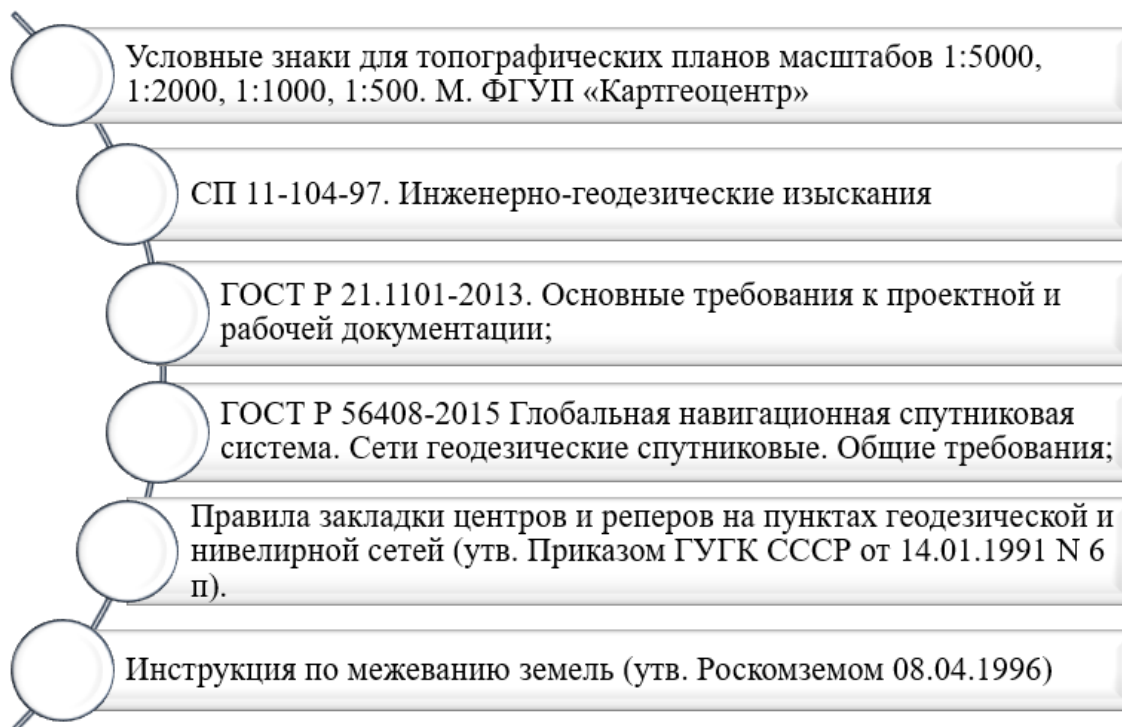 Условные знаки для топографических планов масштабов 1:5000,
1:2000, 1:1000, 1:500. М. ФГУП «Картгеоцентр»
СП 11-104-97. Инженерно-геодезические изыскания
ГОСТ Р 21.1101-2013. Основные требования к проектной и
рабочей документации;
ГОСТ Р 56408-2015 Глобальная навигационная спутниковая
система. Сети геодезические спутниковые. Общие требования;
Правила закладки центров и реперов на пунктах геодезической и
нивелирной сетей (утв. Приказом ГУГК СССР от 14.01.1991 N 6
п).
Инструкция по межеванию земель (утв. Роскомземом 08.04.1996)